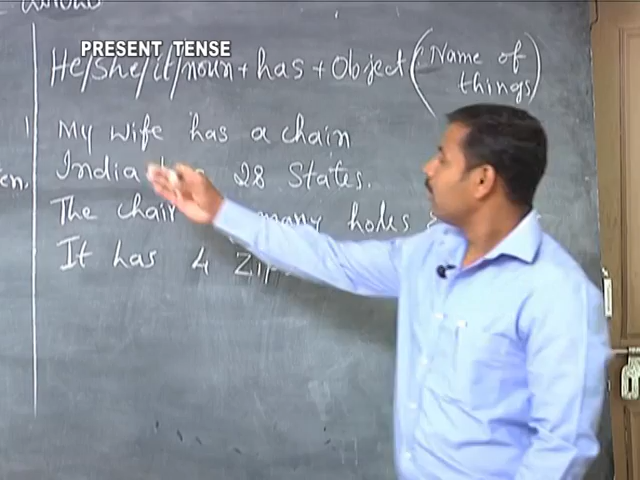 PRESENT TENSE
He/she/it/noun + has + Object (Name of things)
1 My wife has a chain
India 28 States.
The chair many holes
It has 4